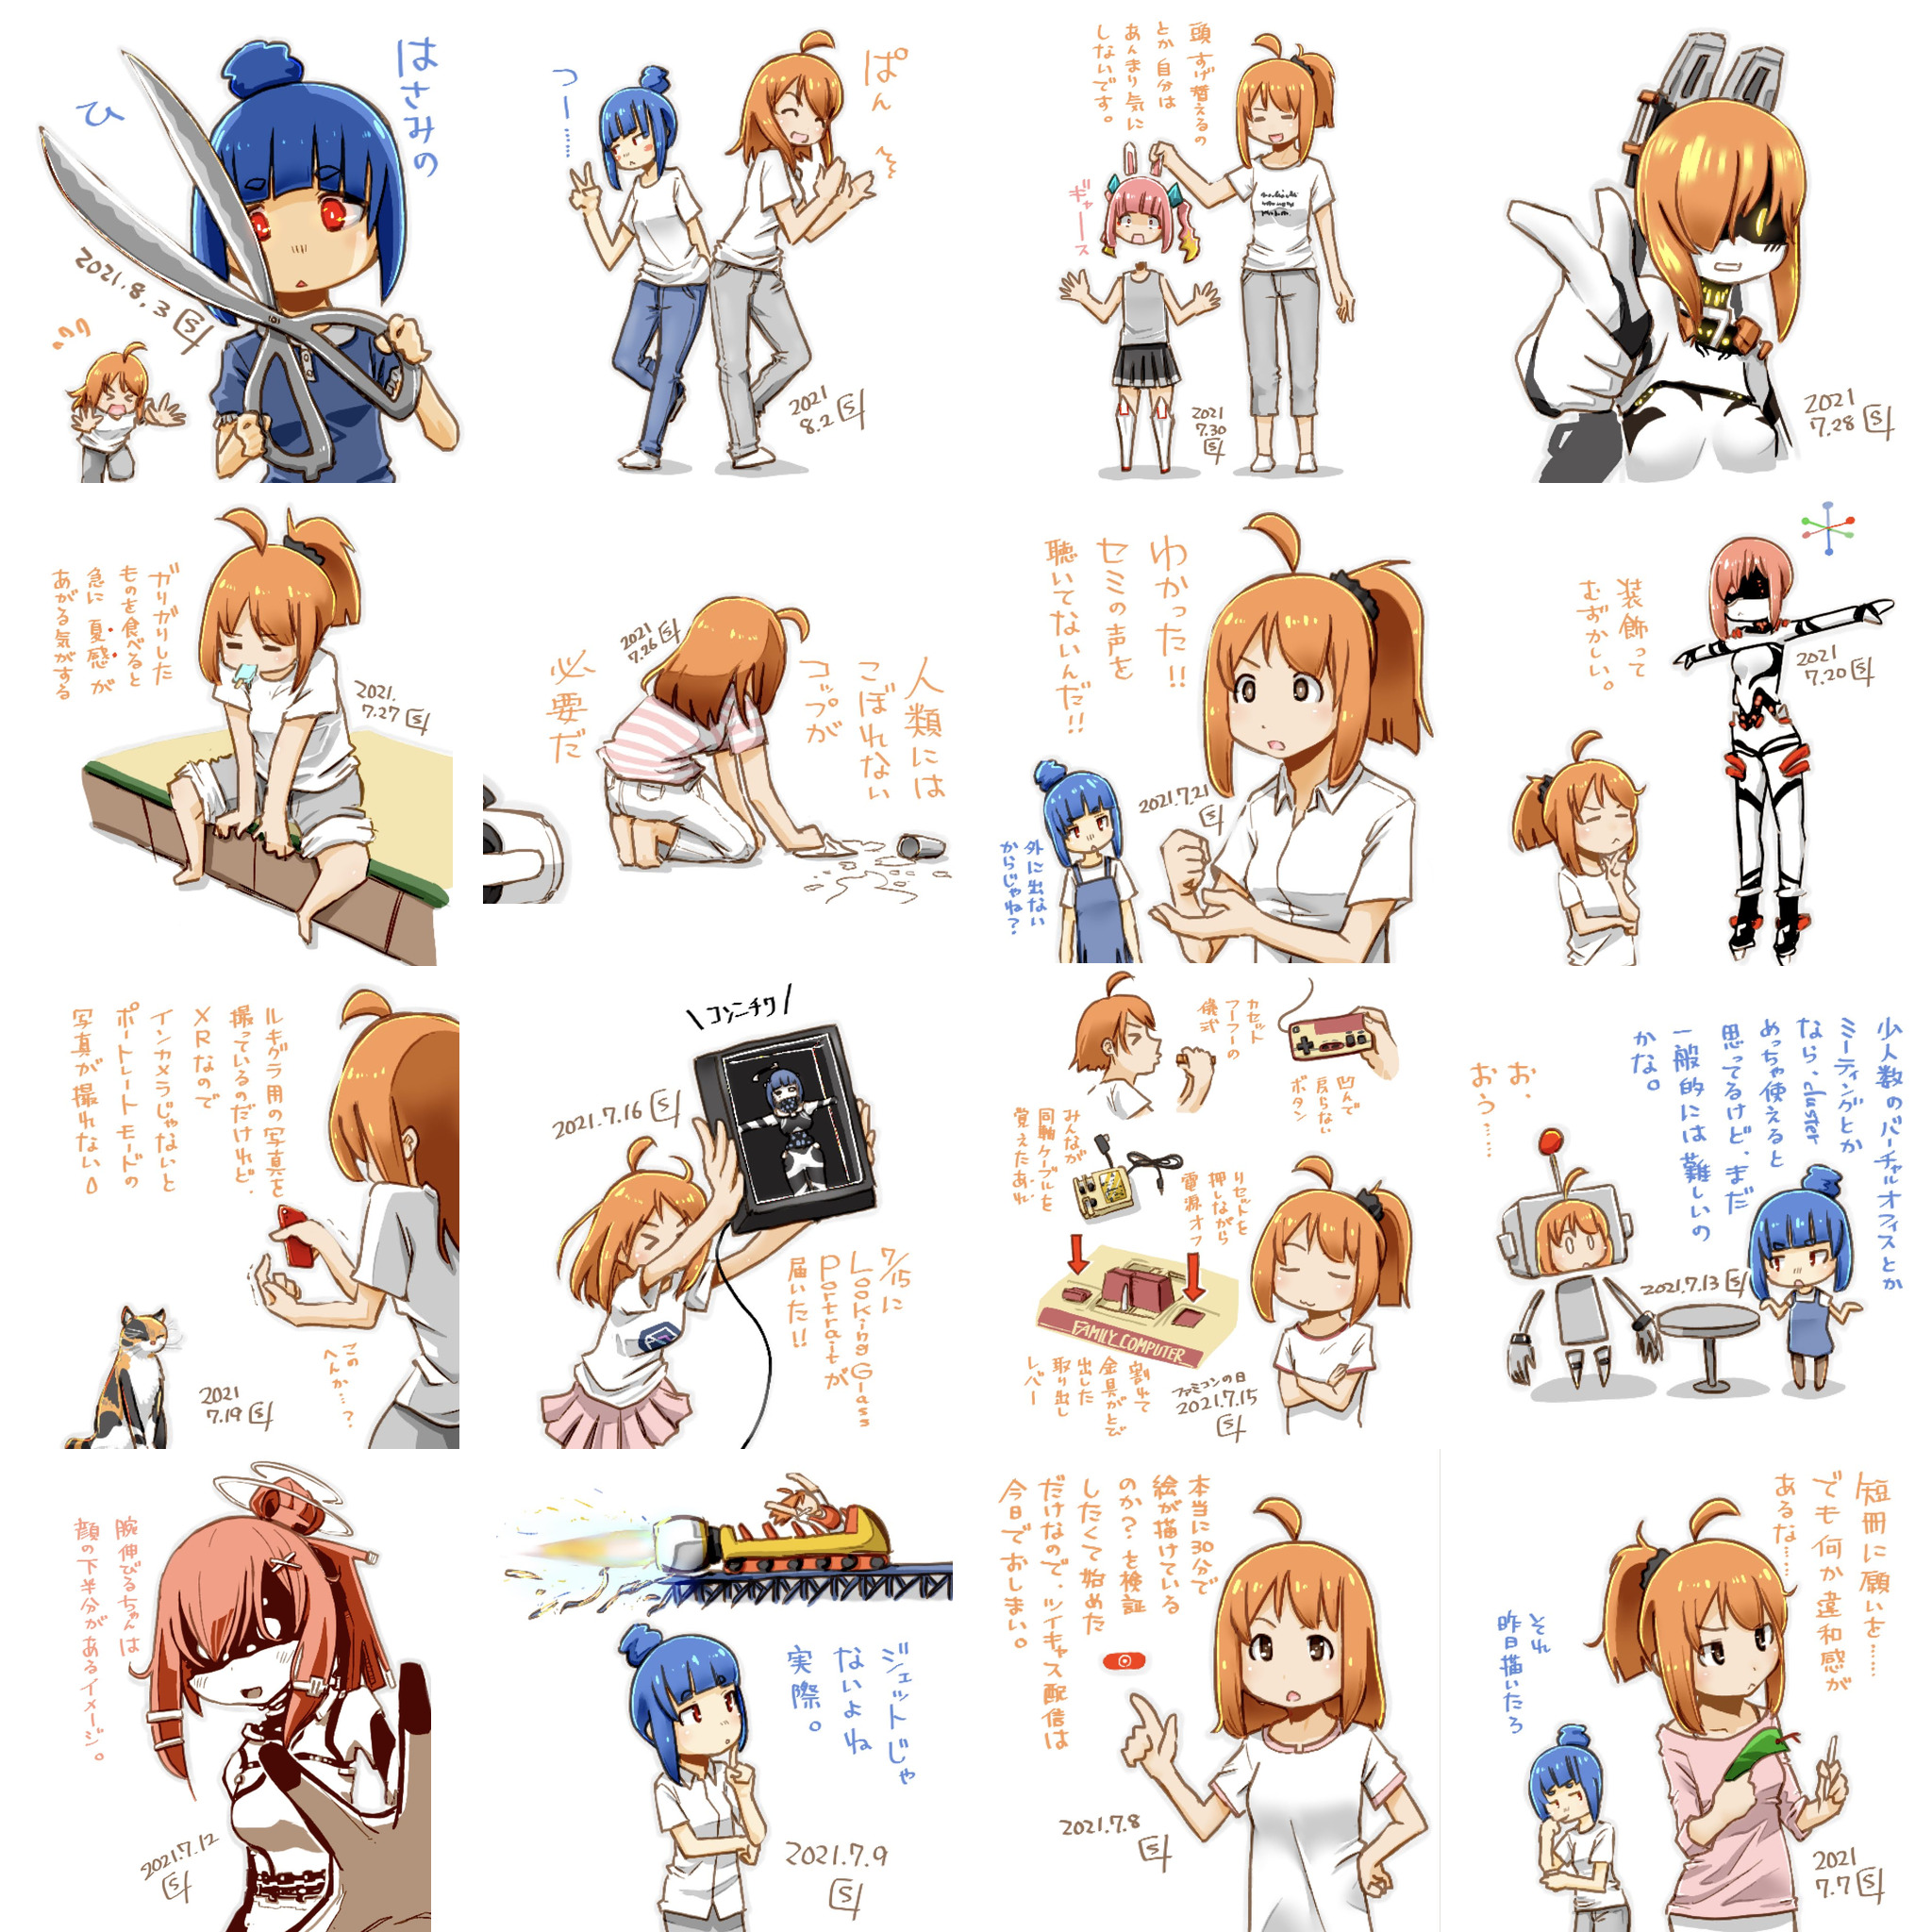 はさみの
ひ
2021.8.3
ぱん
つー……
2021
8.2
頭すげ替えるの
とか自分は
あんまり気に
しないです。
ギャース
2021
7.30
2021
7.28
ガリガリした
ものを食べると
急に夏感が
あがる気がする
2021.
7.27
2021
7.26
人類には
こぼれない
コップが
必要だ
わかった!!
セミの声を
聴いてないんだ!!
2021.7.21
外に出ない
からじゃね?
装飾って
むずかしい。
2021
7.20
ルキグラ用の写真を
撮っているのだけれど、
XRなので
インカメラじゃないと
ポートレートモードの
写真が撮れない
この
へんか…?
2021
7.19
コンニチワ
2021.7.16
7/15に
Looking Glass
Portraitが
届いた!!
カセット
フーフーの
儀式
凹んで
戻らない
ボタン
みんなが
同軸ケーブルを
覚えたあれ
リセットを
押しながら
電源オフ
FAMILY COMPUTER
割れて
金具がとび
出した
取り出し
レバー
ファミコンの日
2021.7.15
少人数のバーチャルオフィスとか
ミーティングとか
なら、cluster
めっちゃ使えると
思ってるけど、まだ
一般的には難しいの
かな。
お、
おう……
2021.7.13
腕伸びるちゃんは
顔の下半分があるイメージ。
2021.7.12
ジェットじゃ
ないよね
実際。
2021.7.9
本当に30分で
絵が描けている
のか?を検証
したくて始めた
だけなので、ツイキャス配信は
今日でおしまい。
2021.7.8
短冊に願いを……
でも何か違和感が
あるな……
それ
昨日描いたろ
2021
7.7